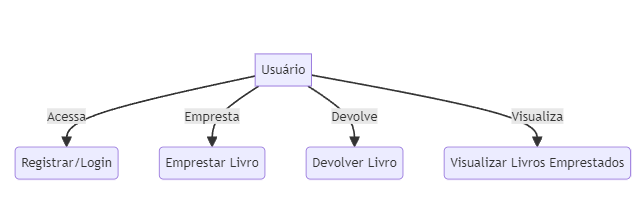 Usuário
Acessa
Empresta
Devolve
Visualiza
Registrar/Login
Emprestar Livro
Devolver Livro
Visualizar Livros Emprestados